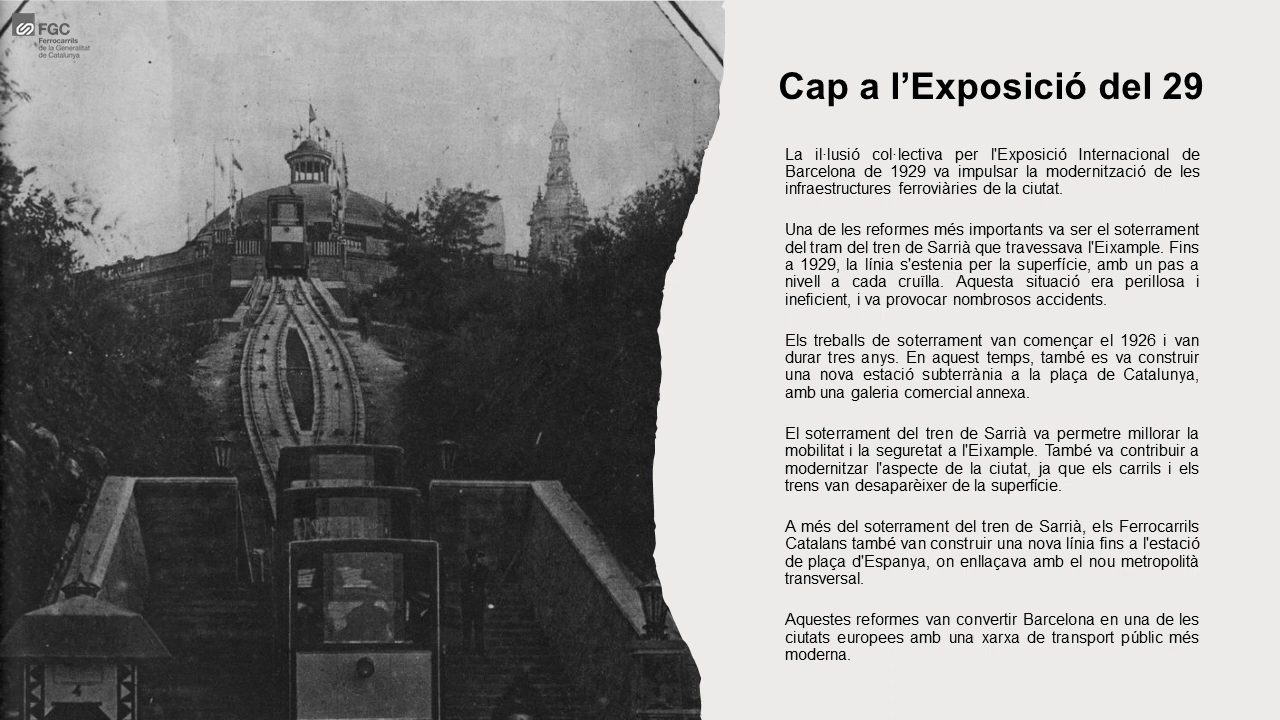 FGC
Ferrocarrils
de la Generalitat
de Catalunya
Cap a l’Exposició del 29
La il·lusió col·lectiva per l'Exposició Internacional de
Barcelona de 1929 va impulsar la modernització de les
infraestructures ferroviàries de la ciutat.
Una de les reformes més importants va ser el soterrament
del tram del tren de Sarrià que travessava l'Eixample. Fins
a 1929, la línia s'estenia per la superfície, amb un pas a
nivell a cada cruïlla. Aquesta situació era perillosa i
ineficient, i va provocar nombrosos accidents.
Els treballs de soterrament van començar el 1926 i van
durar tres anys. En aquest temps, també es va construir
una nova estació subterrània a la plaça de Catalunya,
amb una galeria comercial annexa.
El soterrament del tren de Sarrià va permetre millorar la
mobilitat i la seguretat a l'Eixample. També va contribuir a
modernitzar l'aspecte de la ciutat, ja que els carrils i els
trens van desaparèixer de la superfície.
A més del soterrament del tren de Sarrià, els Ferrocarrils
Catalans també van construir una nova línia fins a l'estació
de plaça d'Espanya, on enllaçava amb el nou metropolità
transversal.
Aquestes reformes van convertir Barcelona en una de les
ciutats europees amb una xarxa de transport públic més
moderna.
4